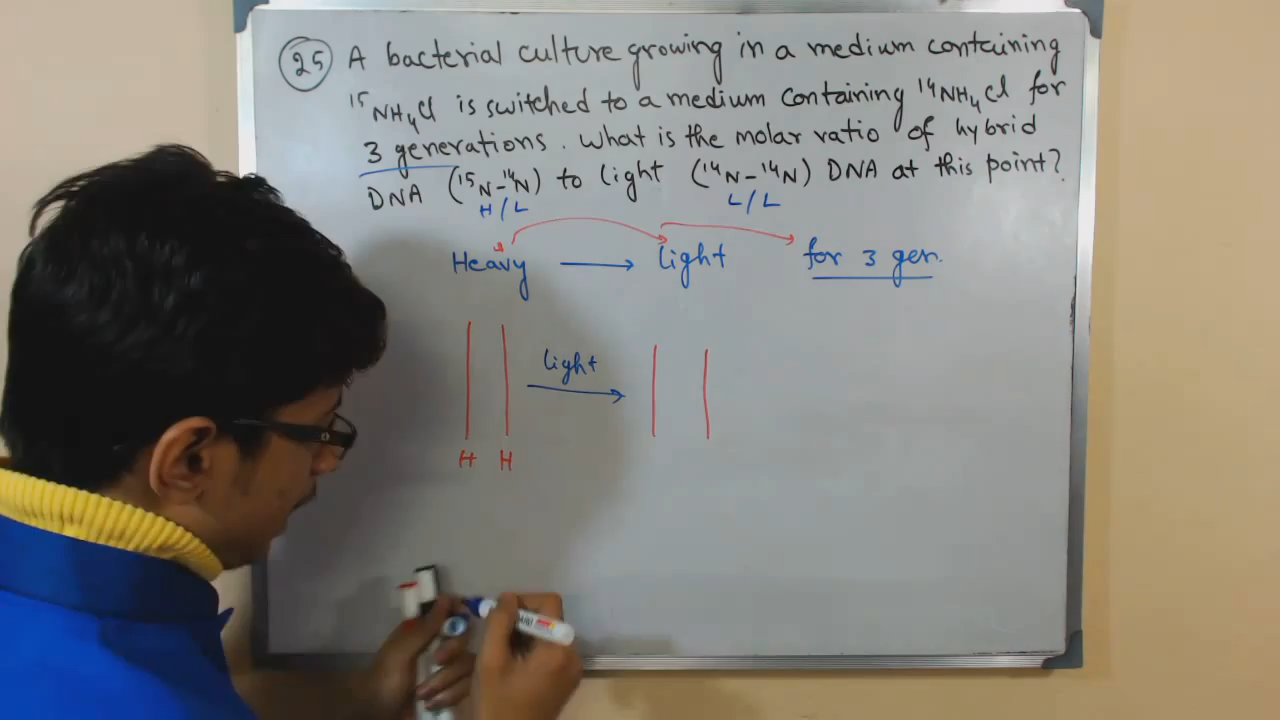 25 A bacterial culture growing in a medium containing
¹⁵NH₄Cl is switched to a medium containing ¹⁴NH₄Cl for
3 generations. What is the molar ratio of hybrid
DNA (¹⁵N-¹⁴N) to light (¹⁴N-¹⁴N) DNA at this point?
H/L L/L
Heavy → light → for 3 gen.
light
H H